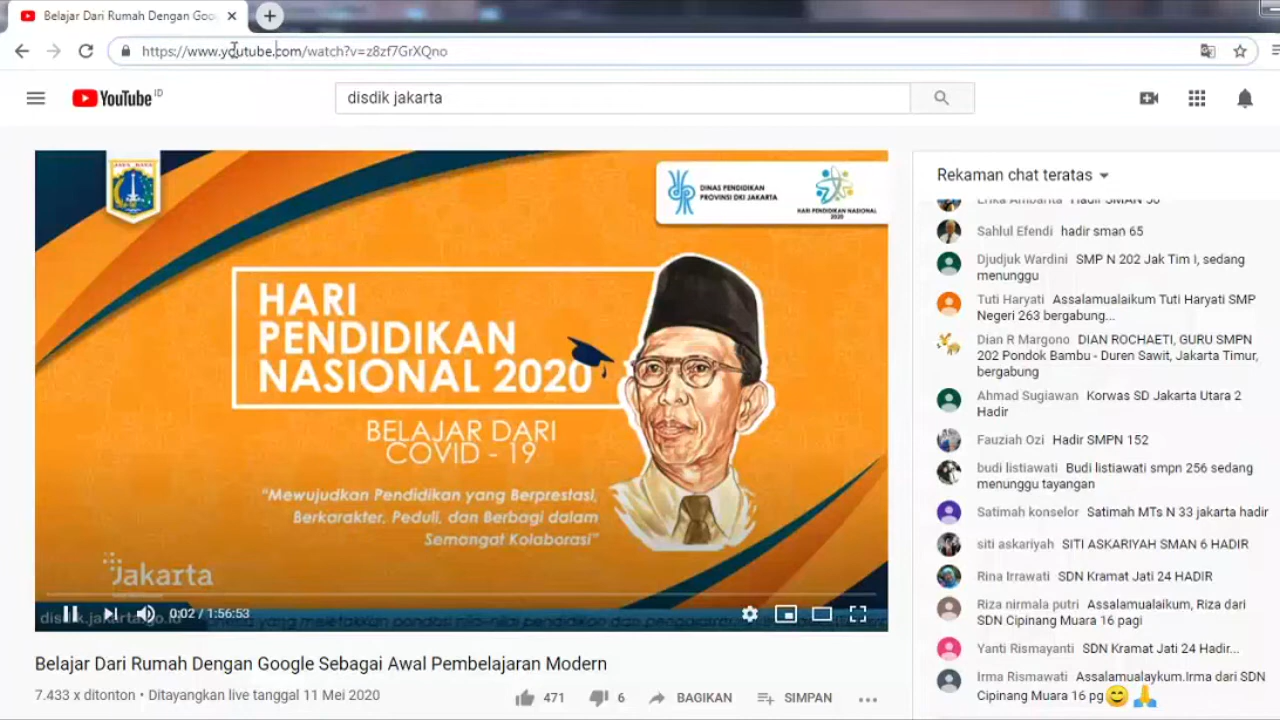 Belajar Dari Rumah Dengan Goo
https://www.youtube.com/watch?v=z8zf7GrXQno
YouTube ID
disdik jakarta
JAYA RAYA
DINAS PENDIDIKAN
PROVINSI DKI JAKARTA
HARI PENDIDIKAN NASIONAL
2020
HARI
PENDIDIKAN
NASIONAL 2020
BELAJAR DARI
COVID - 19
"Mewujudkan Pendidikan yang Berprestasi,
Berkarakter, Peduli, dan Berbagi dalam
Semangat Kolaborasi"
Jakarta
disdik.jakarta.go.id
0:02 / 1:56:53
Belajar Dari Rumah Dengan Google Sebagai Awal Pembelajaran Modern
7.433 x ditonton • Ditayangkan live tanggal 11 Mei 2020
471
6
BAGIKAN
SIMPAN
Rekaman chat teratas
Erika Ambarita Hadir SMAN 50
Sahlul Efendi hadir sman 65
Djudjuk Wardini SMP N 202 Jak Tim I, sedang
menunggu
Tuti Haryati Assalamualaikum Tuti Haryati SMP
Negeri 263 bergabung...
Dian R Margono DIAN ROCHAETI, GURU SMPN
202 Pondok Bambu - Duren Sawit, Jakarta Timur,
bergabung
Ahmad Sugiawan Korwas SD Jakarta Utara 2
Hadir
Fauziah Ozi Hadir SMPN 152
budi listiawati Budi listiawati smpn 256 sedang
menunggu tayangan
Satimah konselor Satimah MTs N 33 jakarta hadir
siti askariyah SITI ASKARIYAH SMAN 6 HADIR
Rina Irrawati SDN Kramat Jati 24 HADIR
Riza nirmala putri Assalamualaikum, Riza dari
SDN Cipinang Muara 16 pagi
Yanti Rismayanti SDN Kramat Jati 24 Hadir...
Irma Rismawati Assalamualaykum.Irma dari SDN
Cipinang Muara 16 pg😊 🙏